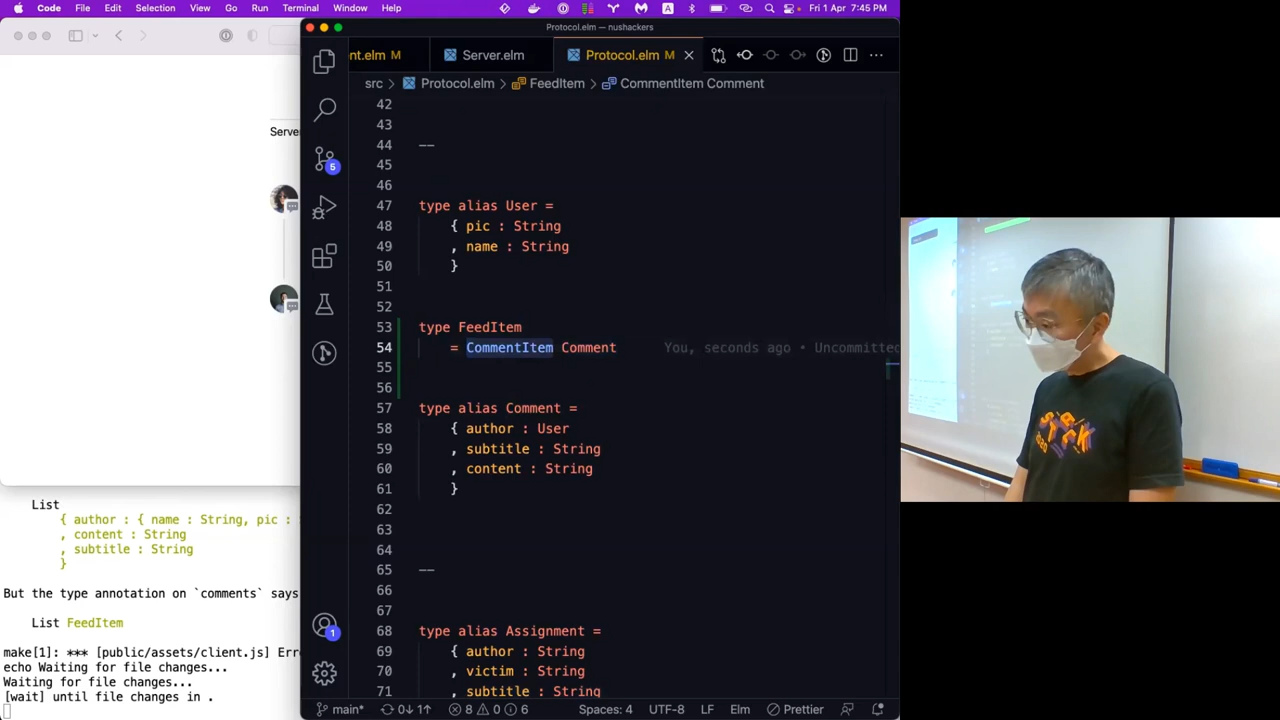 Code File Edit Selection View Go Run Terminal Window Help Fri 1 Apr 7:45 PM
Protocol.elm — nushackers
nt.elm M Server.elm Protocol.elm M
src > Protocol.elm > FeedItem > CommentItem Comment
42
43
44 --
45
46
47 type alias User =
48 { pic : String
49 , name : String
50 }
51
52
53 type FeedItem
54 = CommentItem Comment You, seconds ago • Uncommitted
55
56
57 type alias Comment =
58 { author : User
59 , subtitle : String
60 , content : String
61 }
62
63
64
65 --
66
67
68 type alias Assignment =
69 { author : String
70 , victim : String
71 , subtitle : String
5
1
main* 0↓ 1↑ 8 0 6 Spaces: 4 UTF-8 LF Elm Prettier
Serve
List
{ author : { name : String, pic :
, content : String
, subtitle : String
}
But the type annotation on `comments` says
List FeedItem
make[1]: *** [public/assets/client.js] Err
echo Waiting for file changes...
Waiting for file changes...
[wait] until file changes in .